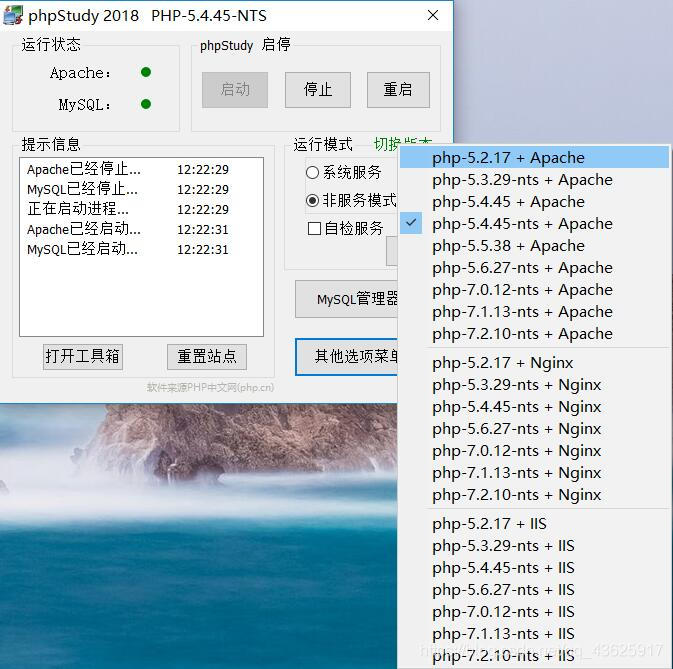 phpStudy 2018 PHP-5.4.45-NTS
运行状态
Apache:
MySQL:
phpStudy 启停
启动 停止 重启
提示信息
Apache已经停止... 12:22:29
MySQL已经停止... 12:22:29
正在启动进程... 12:22:29
Apache已经启动... 12:22:31
MySQL已经启动... 12:22:31
打开工具箱 重置站点
软件来源PHP中文网(php.cn)
运行模式 切换版本
系统服务
非服务模式
自检服务
MySQL管理器
其他选项菜单
php-5.2.17 + Apache
php-5.3.29-nts + Apache
php-5.4.45 + Apache
php-5.4.45-nts + Apache
php-5.5.38 + Apache
php-5.6.27-nts + Apache
php-7.0.12-nts + Apache
php-7.1.13-nts + Apache
php-7.2.10-nts + Apache
php-5.2.17 + Nginx
php-5.3.29-nts + Nginx
php-5.4.45-nts + Nginx
php-5.6.27-nts + Nginx
php-7.0.12-nts + Nginx
php-7.1.13-nts + Nginx
php-7.2.10-nts + Nginx
php-5.2.17 + IIS
php-5.3.29-nts + IIS
php-5.4.45-nts + IIS
php-5.6.27-nts + IIS
php-7.0.12-nts + IIS
php-7.1.13-nts + IIS
php-7.2.10-nts + IIS